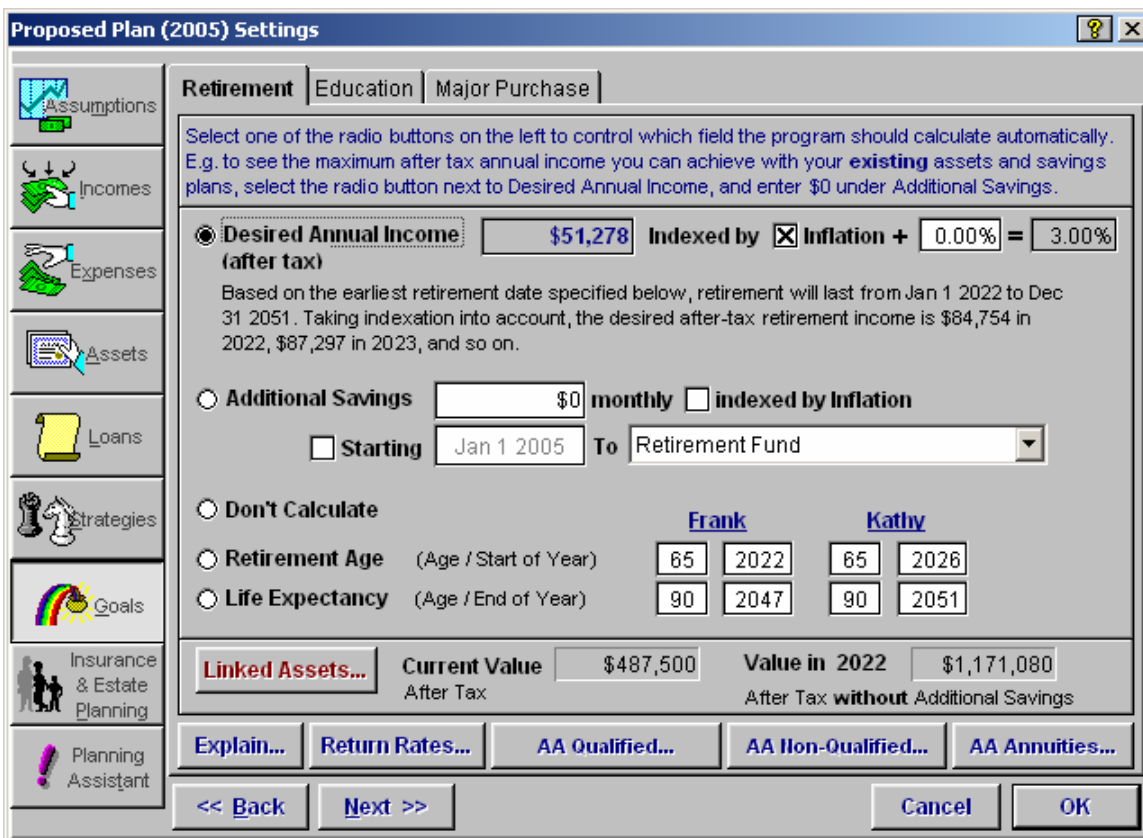 Proposed Plan (2005) Settings
?
Assumptions
Incomes
Expenses
Assets
Loans
Strategies
Goals
Insurance
& Estate
Planning
Planning
Assistant
Retirement Education Major Purchase
Select one of the radio buttons on the left to control which field the program should calculate automatically.
E.g. to see the maximum after tax annual income you can achieve with your existing assets and savings
plans, select the radio button next to Desired Annual Income, and enter $0 under Additional Savings.
Desired Annual Income $51,278 Indexed by Inflation + 0.00% = 3.00%
(after tax)
Based on the earliest retirement date specified below, retirement will last from Jan 1 2022 to Dec
31 2051. Taking indexation into account, the desired after-tax retirement income is $84,754 in
2022, $87,297 in 2023, and so on.
Additional Savings $0 monthly indexed by Inflation
Starting Jan 1 2005 To Retirement Fund
Don't Calculate
Frank Kathy
Retirement Age (Age / Start of Year) 65 2022 65 2026
Life Expectancy (Age / End of Year) 90 2047 90 2051
Linked Assets... Current Value $487,500 Value in 2022 $1,171,080
After Tax After Tax without Additional Savings
Explain... Return Rates... AA Qualified... AA Non-Qualified... AA Annuities...
<< Back Next >> Cancel OK